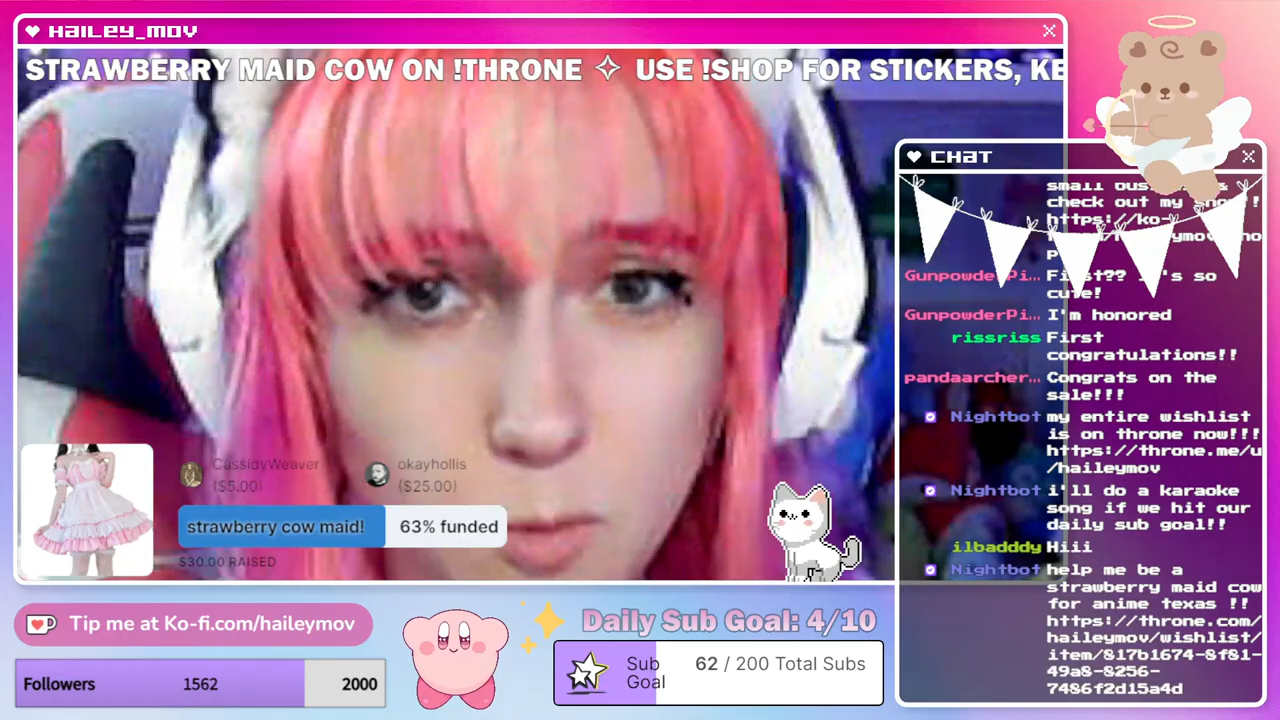 HAILEY_MOV
STRAWBERRY MAID COW ON !THRONE ✧ USE !SHOP FOR STICKERS, KE
CassidyWeaver
($5.00)
okayhollis
($25.00)
strawberry cow maid!
63% funded
$30.00 RAISED
Tip me at Ko-fi.com/haileymov
Followers 1562 2000
Daily Sub Goal: 4/10
Sub Goal
62 / 200 Total Subs
CHAT
small
check out my
https://ko-
GunpowderPi... First??
cute!
GunpowderPi... I'm honored
rissriss First
congratulations!!
pandaarcher... Congrats on the
sale!!!
Nightbot my entire wishlist
is on throne now!!!
https://throne.me/u
/haileymov
Nightbot i'll do a karaoke
song if we hit our
daily sub goal!!
ilbadddy Hiii
Nightbot help me be a
strawberry maid cow
for anime texas !!
https://throne.com/
haileymov/wishlist/
item/817b1674-8f81-
49a8-8256-
7486f2d15a4d